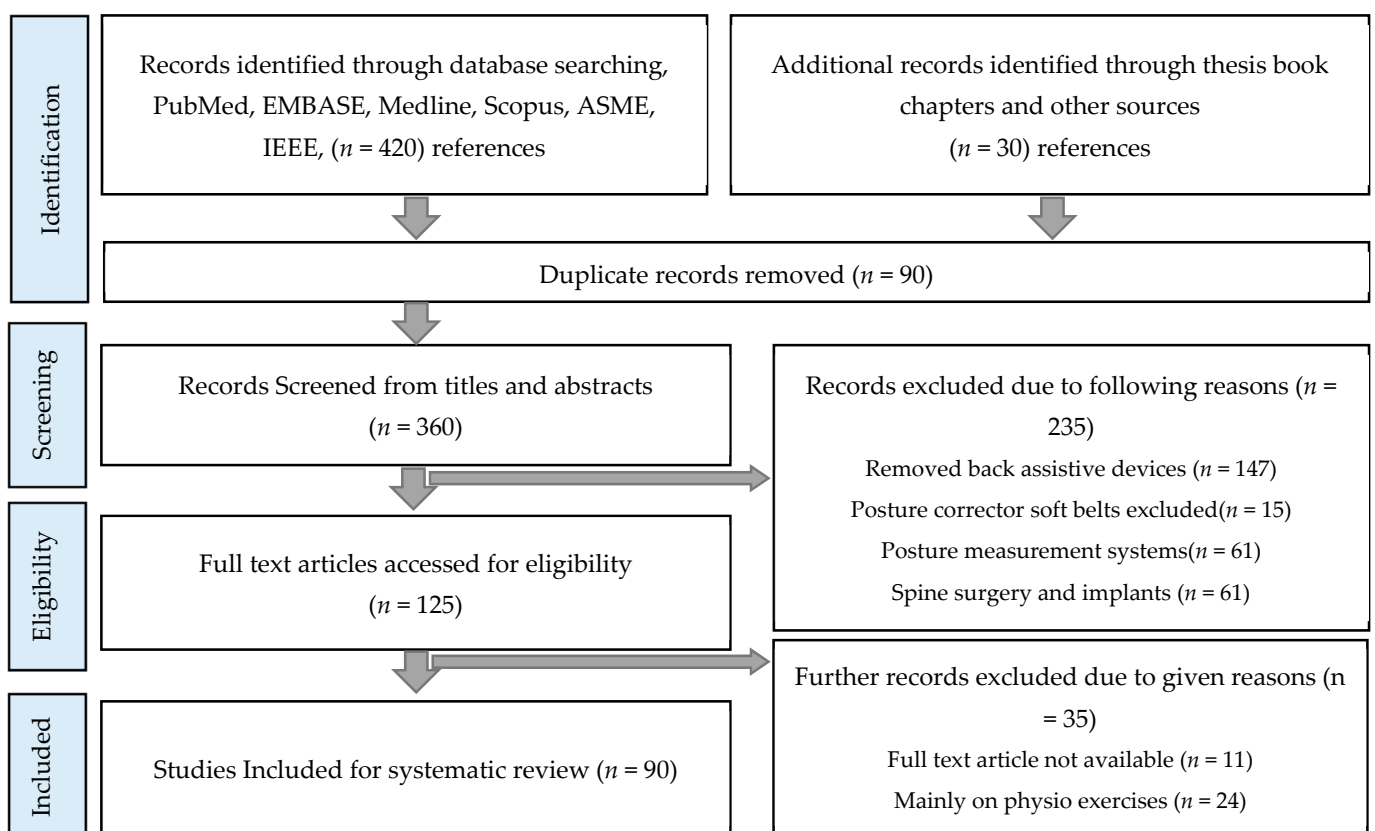 Identification
Records identified through database searching,
PubMed, EMBASE, Medline, Scopus, ASME,
IEEE, (n = 420) references
Additional records identified through thesis book
chapters and other sources
(n = 30) references
Duplicate records removed (n = 90)
Screening
Records Screened from titles and abstracts
(n = 360)
Records excluded due to following reasons (n =
235)
Removed back assistive devices (n = 147)
Posture corrector soft belts excluded(n = 15)
Posture measurement systems(n = 61)
Spine surgery and implants (n = 61)
Eligibility
Full text articles accessed for eligibility
(n = 125)
Further records excluded due to given reasons (n
= 35)
Full text article not available (n = 11)
Mainly on physio exercises (n = 24)
Included
Studies Included for systematic review (n = 90)